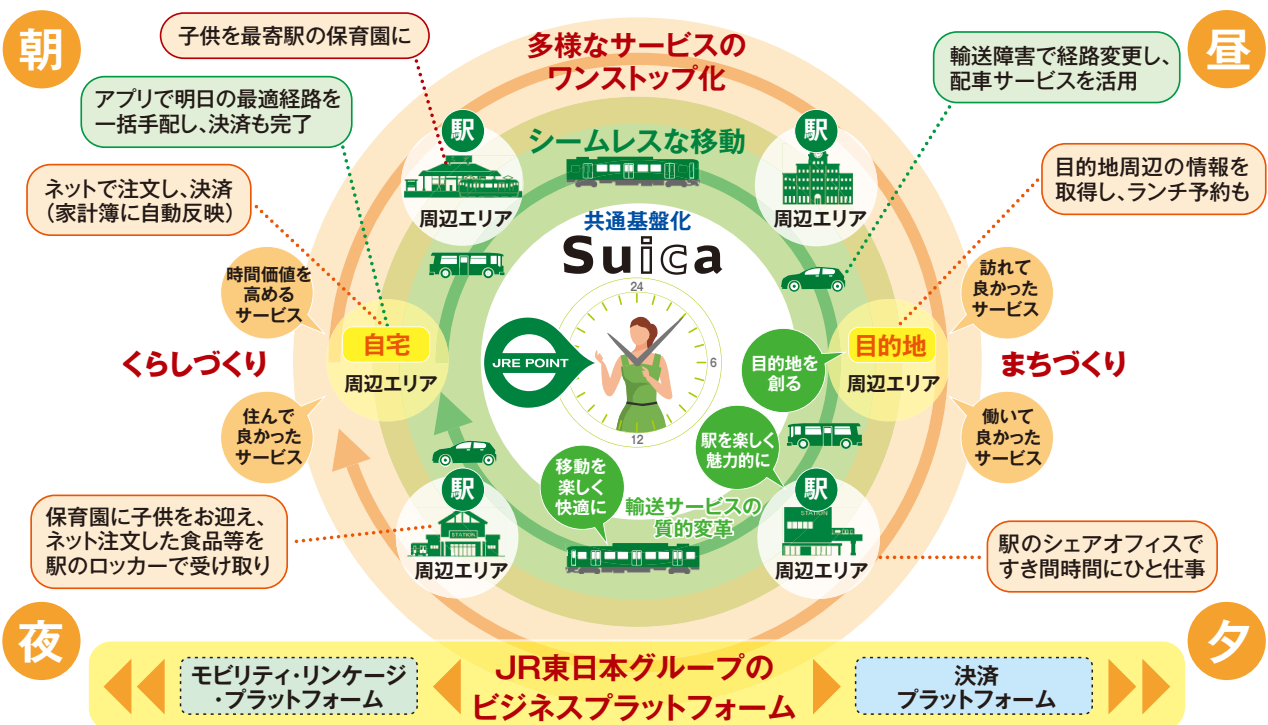 朝
子供を最寄駅の保育園に
アプリで明日の最適経路を
一括手配し、決済も完了
ネットで注文し、決済
（家計簿に自動反映）
多様なサービスの
ワンストップ化
シームレスな移動
昼
輸送障害で経路変更し、
配車サービスを活用
目的地周辺の情報を
取得し、ランチ予約も
駅
周辺エリア
駅
周辺エリア
共通基盤化
Suica
24
6
12
JRE POINT
時間価値を
高める
サービス
自宅
周辺エリア
くらしづくり
住んで
良かった
サービス
訪れて
良かった
サービス
目的地
周辺エリア
目的地を
創る
まちづくり
働いて
良かった
サービス
駅を楽しく
魅力的に
移動を
楽しく
快適に
輸送サービスの
質的変革
駅
STATION
周辺エリア
駅
STATION
周辺エリア
保育園に子供をお迎え、
ネット注文した食品等を
駅のロッカーで受け取り
駅のシェアオフィスで
すき間時間にひと仕事
夜
夕
モビリティ・リンケージ
・プラットフォーム
JR東日本グループの
ビジネスプラットフォーム
決済
プラットフォーム